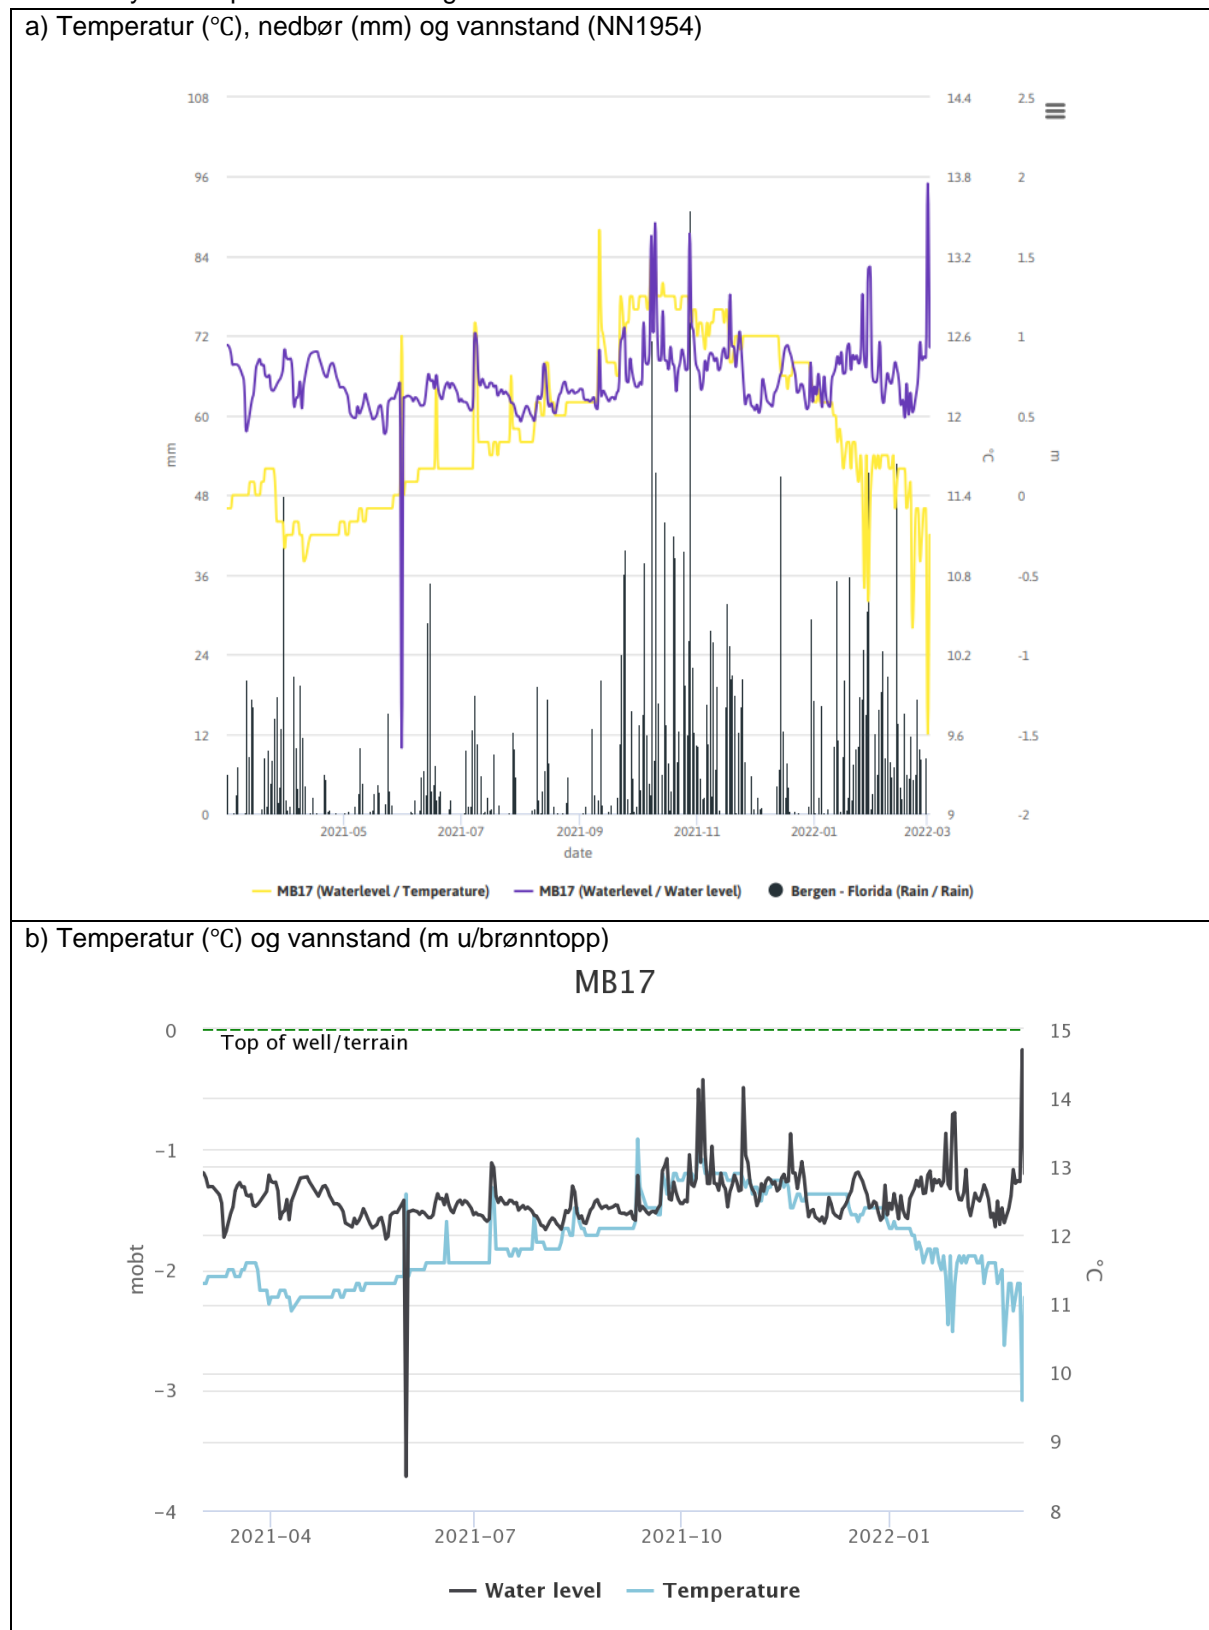 a) Temperatur (°C), nedbør (mm) og vannstand (NN1954)
108 14.4 2.5
96 13.8 2
84 13.2 1.5
72 12.6 1
60 12 0.5
mm °C m
48 11.4 0
36 10.8 -0.5
24 10.2 -1
12 9.6 -1.5
0 9 -2
2021-05 2021-07 2021-09 2021-11 2022-01 2022-03
date
MB17 (Waterlevel / Temperature) MB17 (Waterlevel / Water level) Bergen - Florida (Rain / Rain)
b) Temperatur (°C) og vannstand (m u/brønntopp)
MB17
0 15
Top of well/terrain
14
−1 13
12
mobt °C
−2 11
10
−3 9
−4 8
2021−04 2021−07 2021−10 2022−01
Water level Temperature